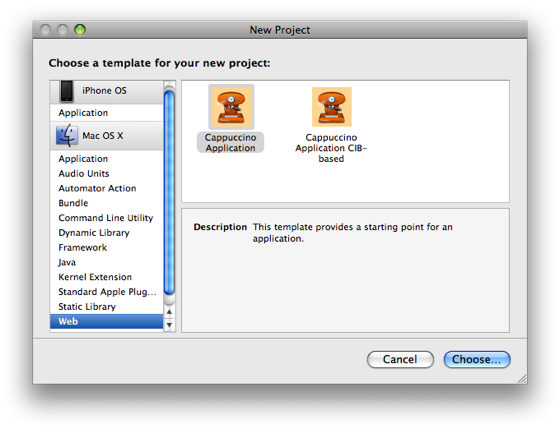 New Project
Choose a template for your new project:
iPhone OS
Application
Mac OS X
Application
Audio Units
Automator Action
Bundle
Command Line Utility
Dynamic Library
Framework
Java
Kernel Extension
Standard Apple Plug...
Static Library
Web
Cappuccino
Application
Cappuccino
Application CIB-
based
Description This template provides a starting point for an
application.
Cancel
Choose...